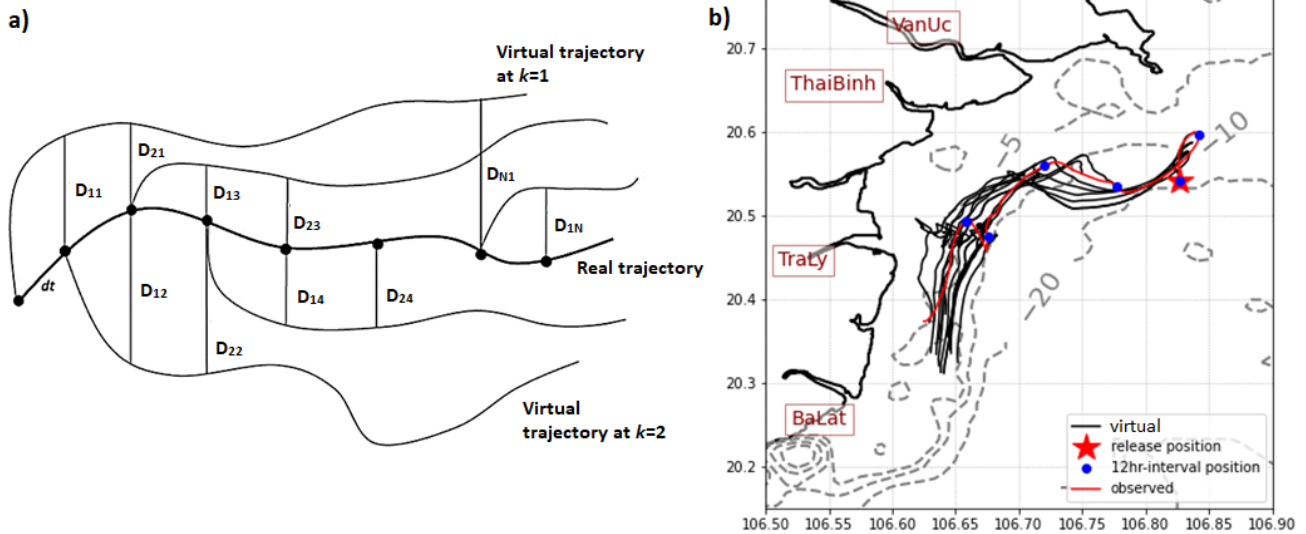 a)
Virtual trajectory
at k=1
D21
D11
D13
DN1
D23
D1N
Real trajectory
dt
D12
D14
D24
D22
Virtual
trajectory at k=2
b)
VanUc
20.7
ThaiBinh
20.6
−5
−10
20.5
TraLy
20.4
−20
20.3
BaLat
20.2
virtual
release position
12hr-interval position
observed
106.50 106.55 106.60 106.65 106.70 106.75 106.80 106.85 106.90